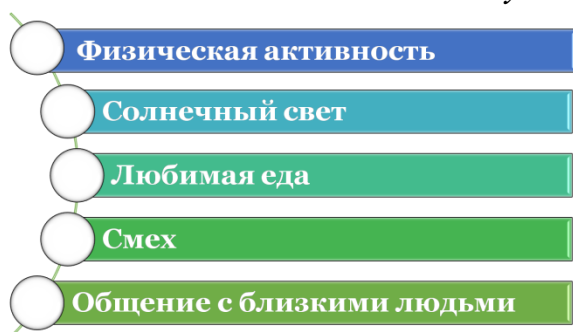 Физическая активность
Солнечный свет
Любимая еда
Смех
Общение с близкими людьми